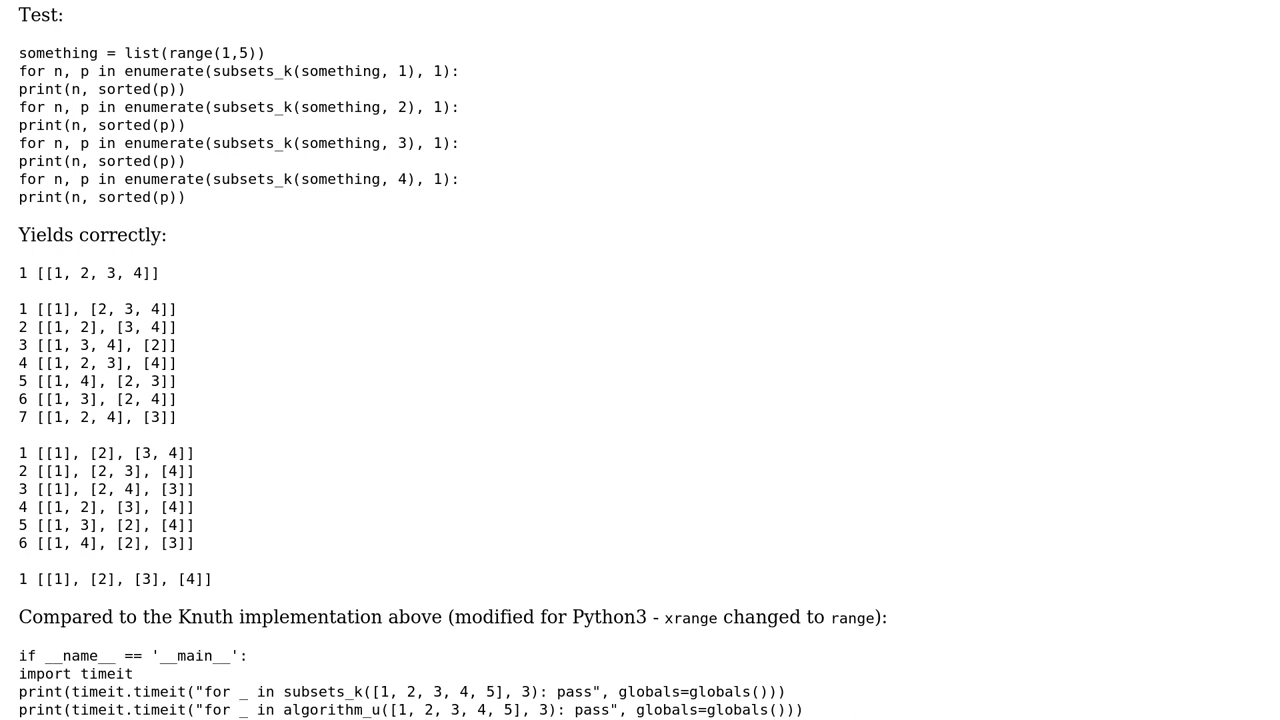 Test:
something = list(range(1,5))
for n, p in enumerate(subsets_k(something, 1), 1):
print(n, sorted(p))
for n, p in enumerate(subsets_k(something, 2), 1):
print(n, sorted(p))
for n, p in enumerate(subsets_k(something, 3), 1):
print(n, sorted(p))
for n, p in enumerate(subsets_k(something, 4), 1):
print(n, sorted(p))
Yields correctly:
1 [[1, 2, 3, 4]]
1 [[1], [2, 3, 4]]
2 [[1, 2], [3, 4]]
3 [[1, 3, 4], [2]]
4 [[1, 2, 3], [4]]
5 [[1, 4], [2, 3]]
6 [[1, 3], [2, 4]]
7 [[1, 2, 4], [3]]
1 [[1], [2], [3, 4]]
2 [[1], [2, 3], [4]]
3 [[1], [2, 4], [3]]
4 [[1, 2], [3], [4]]
5 [[1, 3], [2], [4]]
6 [[1, 4], [2], [3]]
1 [[1], [2], [3], [4]]
Compared to the Knuth implementation above (modified for Python3 - xrange changed to range):
if __name__ == '__main__':
import timeit
print(timeit.timeit("for _ in subsets_k([1, 2, 3, 4, 5], 3): pass", globals=globals()))
print(timeit.timeit("for _ in algorithm_u([1, 2, 3, 4, 5], 3): pass", globals=globals()))